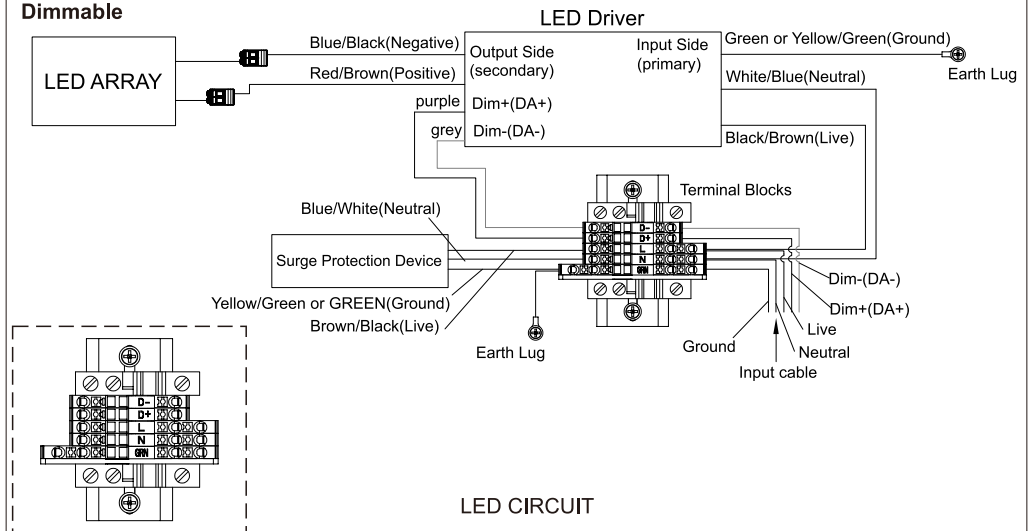 Dimmable
LED Driver
LED ARRAY
Blue/Black(Negative)
Red/Brown(Positive)
purple
grey
Output Side
(secondary)
Dim+(DA+)
Dim-(DA-)
Input Side
(primary)
Green or Yellow/Green(Ground)
Earth Lug
White/Blue(Neutral)
Black/Brown(Live)
Terminal Blocks
D-
D+
L
N
GRN
Blue/White(Neutral)
Surge Protection Device
Yellow/Green or GREEN(Ground)
Brown/Black(Live)
Earth Lug
Dim-(DA-)
Dim+(DA+)
Live
Neutral
Ground
Input cable
D-
D+
L
N
GRN
LED CIRCUIT